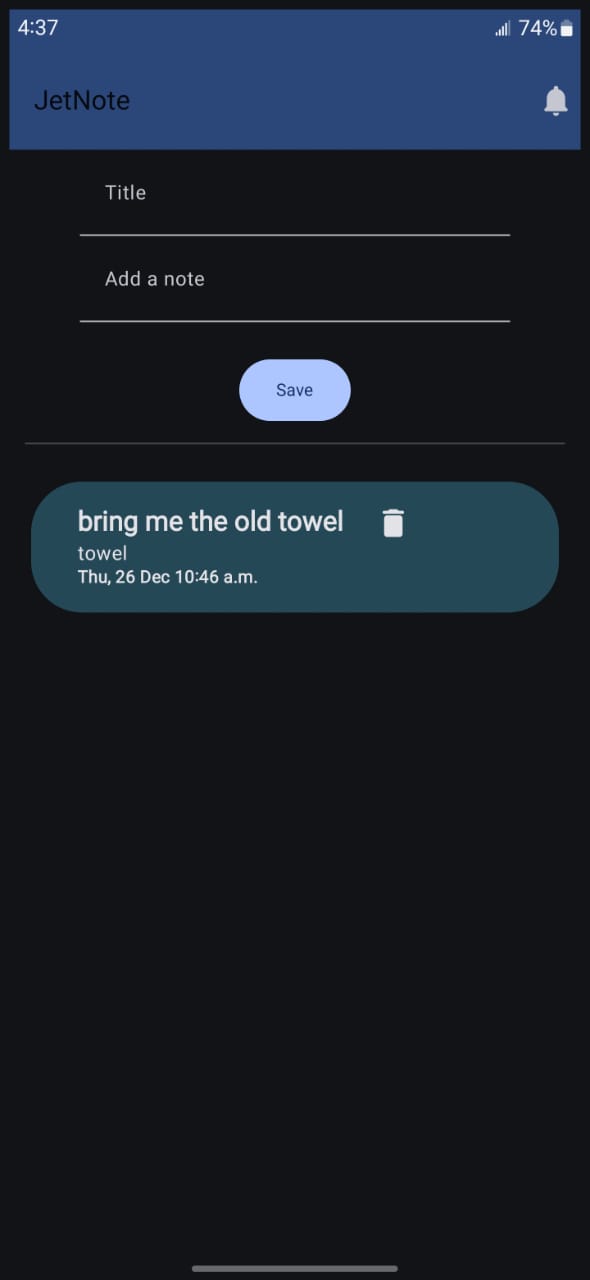 4:37 74%
JetNote
Title
Add a note
Save
bring me the old towel
towel
Thu, 26 Dec 10:46 a.m.